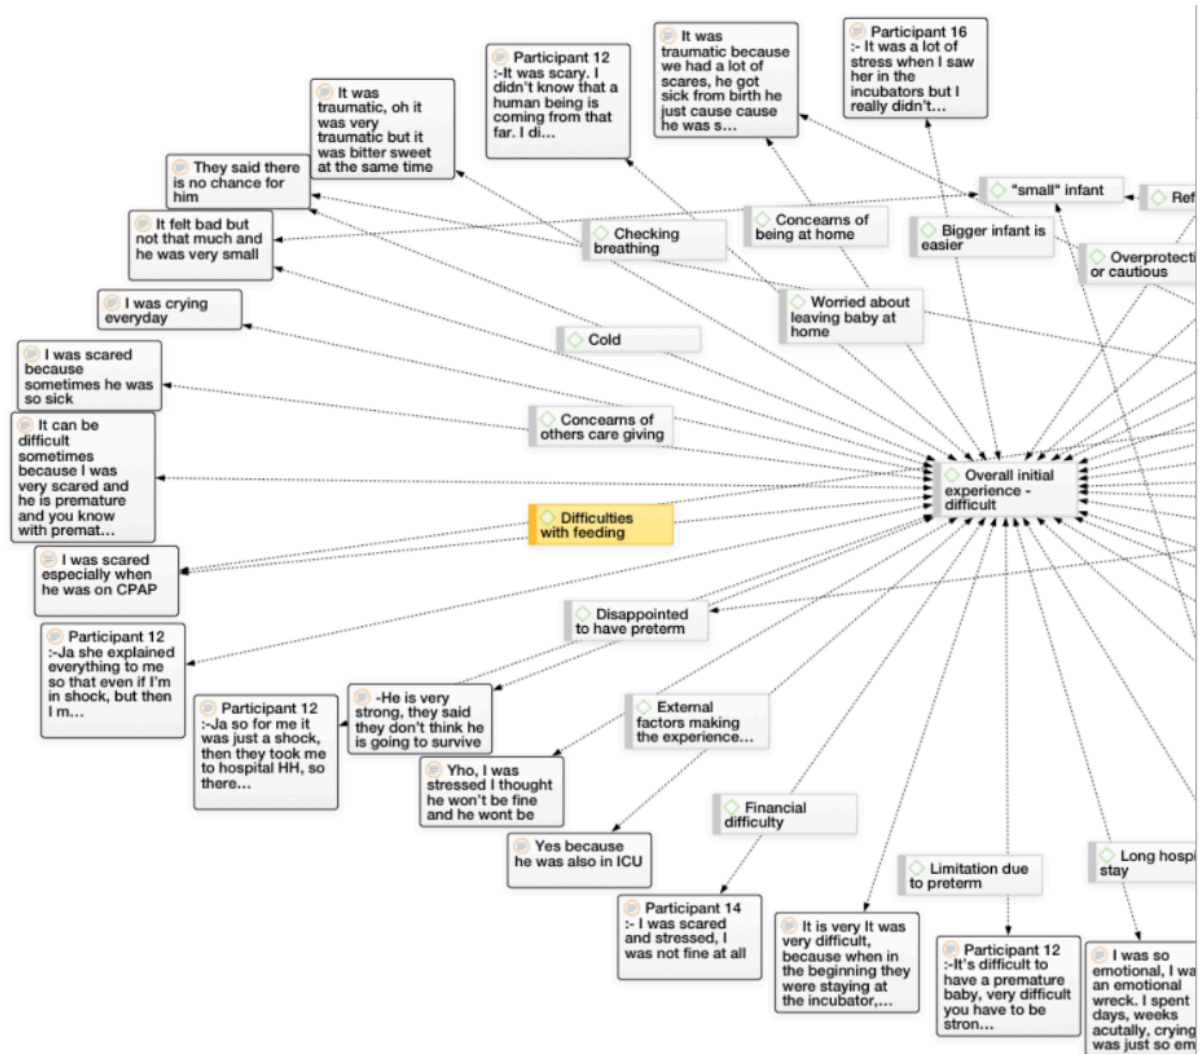 It was
traumatic because
we had a lot of
scares, he got
sick from birth he
just cause cause
he was s...
Participant 16
:- It was a lot of
stress when I saw
her in the
incubators but I
really didn't...
Participant 12
:-It was scary. I
didn't know that a
human being is
coming from that
far. I di...
It was
traumatic, oh it
was very
traumatic but it
was bitter sweet
at the same time
They said there
is no chance for
him
"small" infant
Ref
It felt bad but
not that much and
he was very small
Checking
breathing
Concearns of
being at home
Bigger infant is
easier
Overprotecti
or cautious
I was crying
everyday
Worried about
leaving baby at
home
Cold
I was scared
because
sometimes he was
so sick
Concearns of
others care giving
It can be
difficult
sometimes
because I was
very scared and
he is premature
and you know
with premat...
Overall initial
experience -
difficult
Difficulties
with feeding
I was scared
especially when
he was on CPAP
Disappointed
to have preterm
Participant 12
:-Ja she explained
everything to me
so that even if I'm
in shock, but then
I m...
Participant 12
:-Ja so for me it
was just a shock,
then they took me
to hospital HH, so
there...
-He is very
strong, they said
they don't think he
is going to survive
External
factors making
the experience...
Yho, I was
stressed I thought
he won't be fine
and he wont be
Financial
difficulty
Yes because
he was also in ICU
Limitation due
to preterm
Long hospi
stay
Participant 14
:- I was scared
and stressed, I
was not fine at all
It is very It was
very difficult,
because when in
the beginning they
were staying at
the incubator,...
Participant 12
:-It's difficult to
have a premature
baby, very difficult
you have to be
stron...
I was so
emotional, I wa
an emotional
wreck. I spent
days, weeks
acutally, crying
was just so em